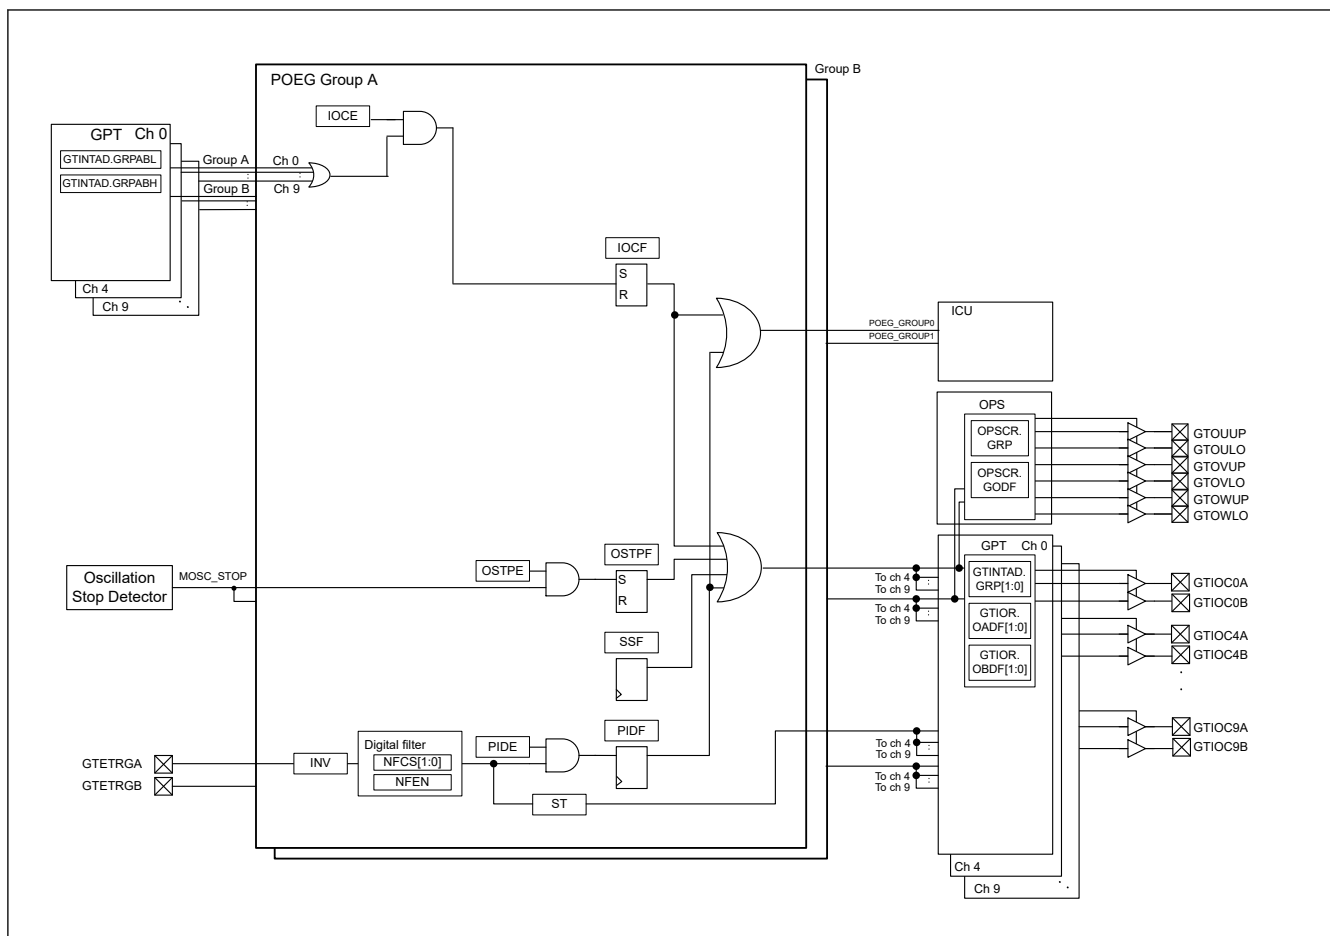 POEG Group A
Group B
IOCE
GPT Ch 0
GTINTAD.GRPABL
GTINTAD.GRPABH
Group A
:
Group B
:
Ch 0
:
Ch 9
Ch 4
Ch 9
IOCF
S
R
POEG_GROUP0
POEG_GROUP1
ICU
OPS
OPSCR.
GRP
OPSCR.
GODF
GTOUUP
GTOULO
GTOVUP
GTOVLO
GTOWUP
GTOWLO
Oscillation
Stop Detector
MOSC_STOP
OSTPE
OSTPF
S
R
SSF
To ch 4
:
To ch 9
To ch 4
:
To ch 9
GPT Ch 0
GTINTAD.
GRP[1:0]
GTIOR.
OADF[1:0]
GTIOR.
OBDF[1:0]
GTIOC0A
GTIOC0B
GTIOC4A
GTIOC4B
GTIOC9A
GTIOC9B
GTETRGA
GTETRGB
INV
Digital filter
NFCS[1:0]
NFEN
PIDE
PIDF
ST
To ch 4
:
To ch 9
To ch 4
:
To ch 9
Ch 4
Ch 9